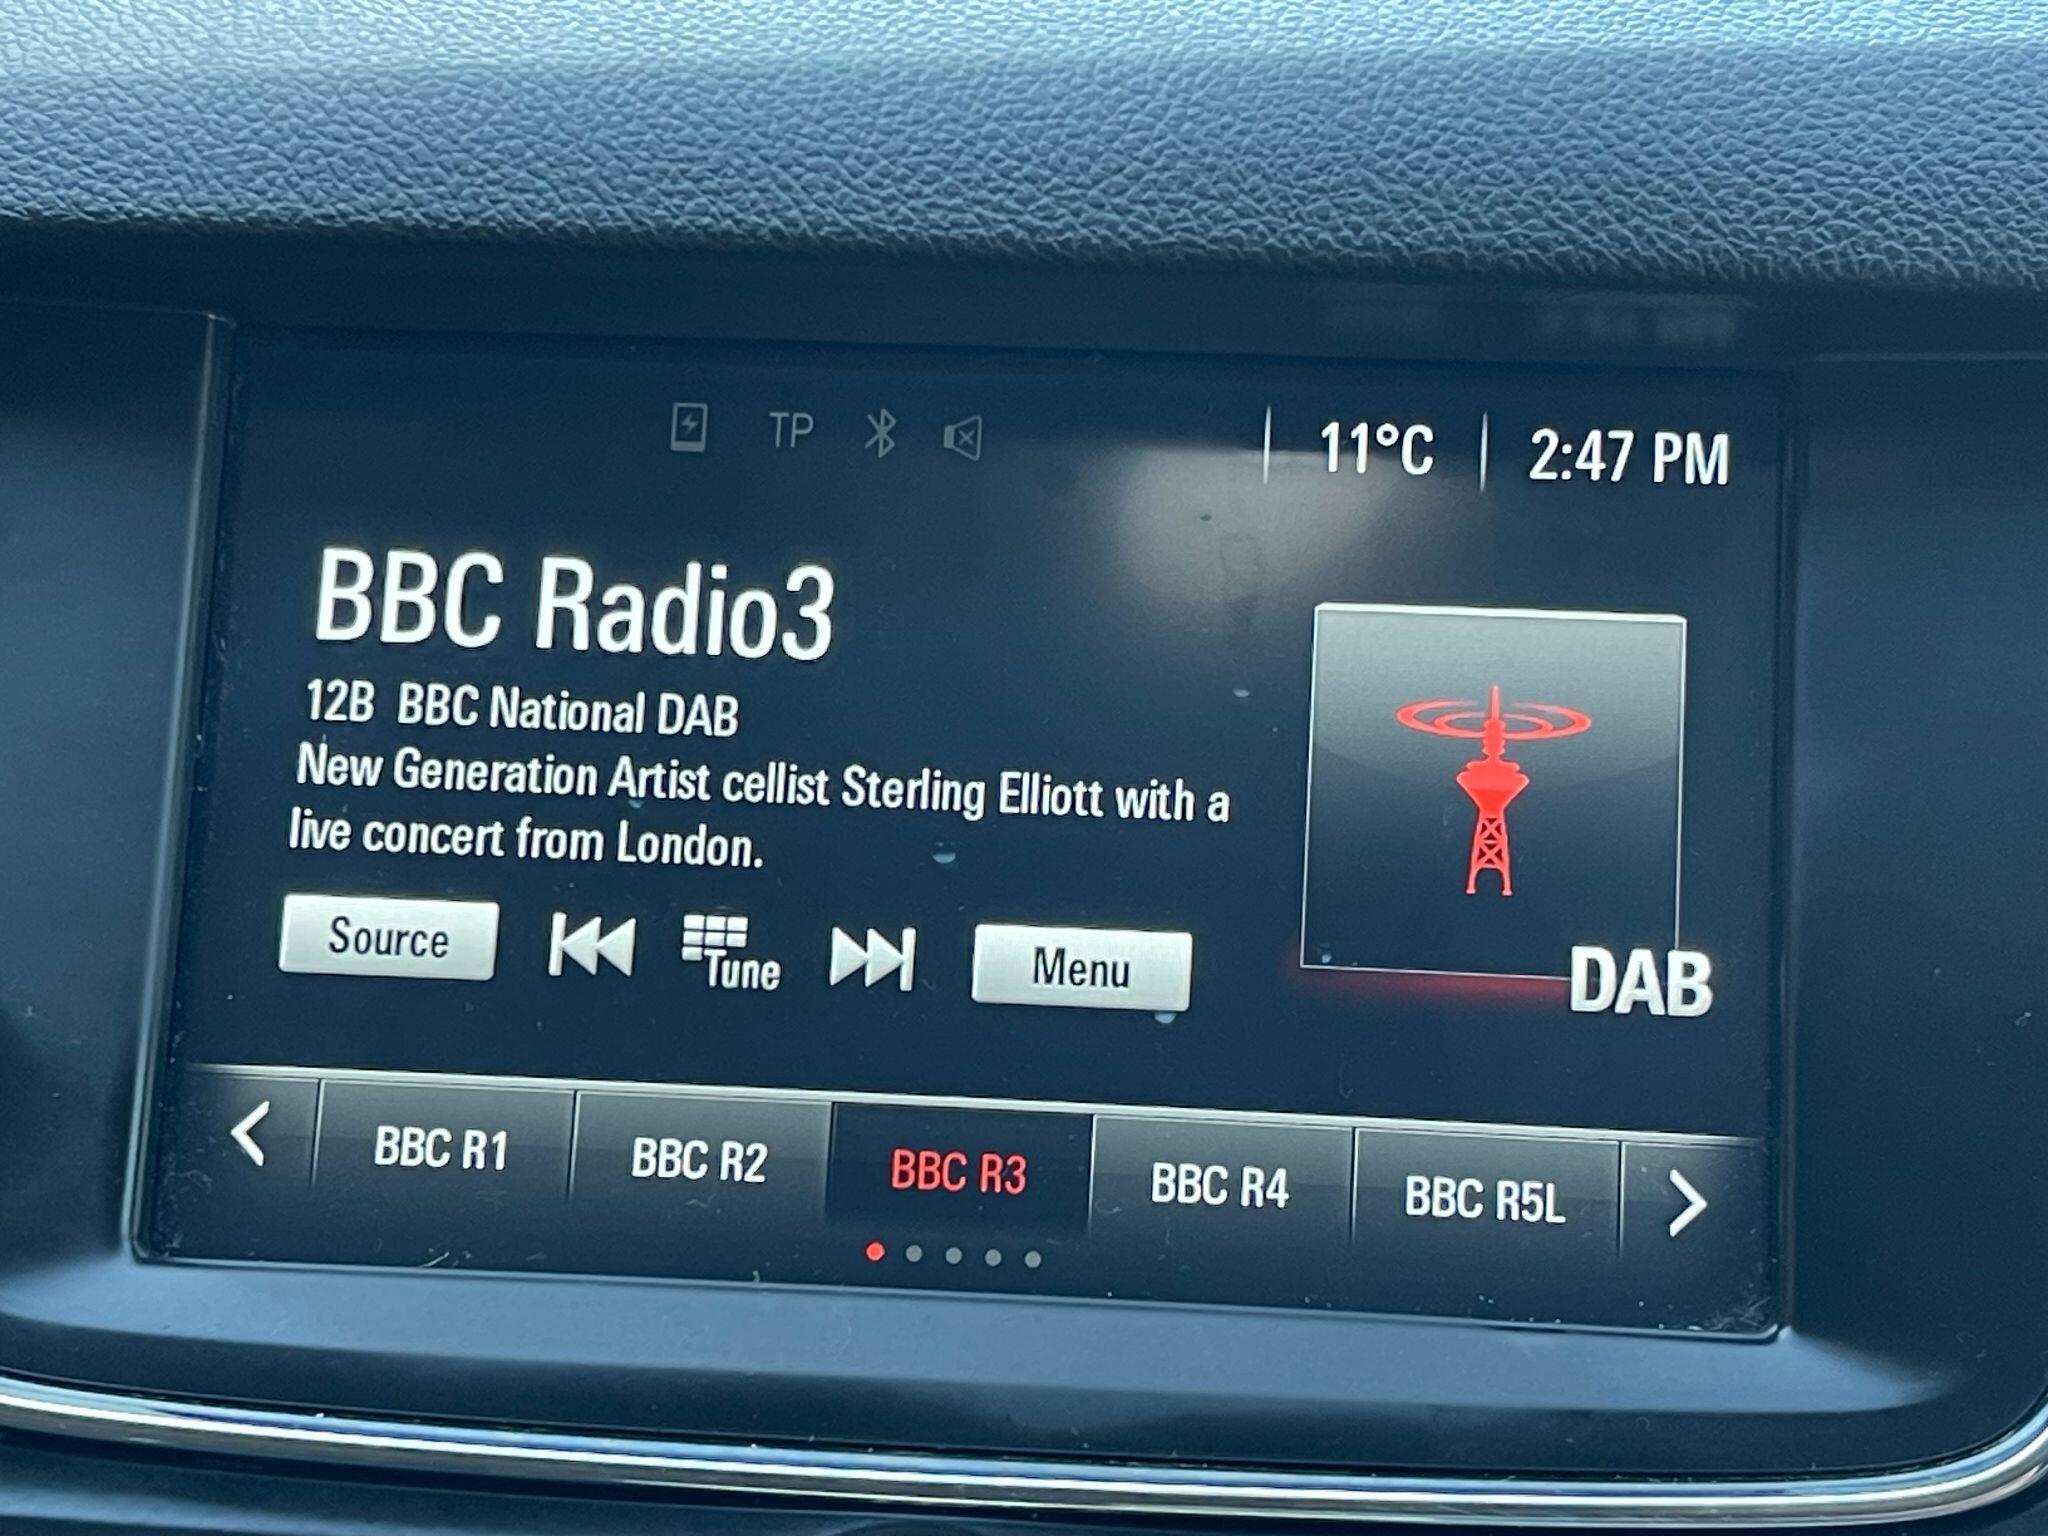 TP
11°C
2:47 PM
BBC Radio3
12B BBC National DAB
New Generation Artist cellist Sterling Elliott with a
live concert from London.
Source
Tune
Menu
DAB
BBC R1
BBC R2
BBC R3
BBC R4
BBC R5L